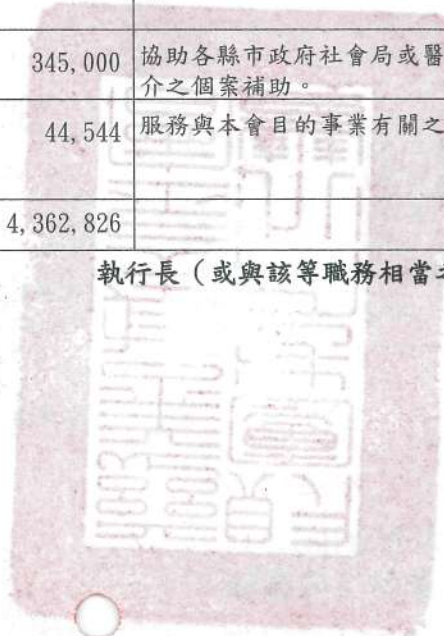 345,000 協助各縣市政府社會局或醫
介之個案補助。
44,544 服務與本會目的事業有關之
4,362,826
執行長（或與該等職務相當